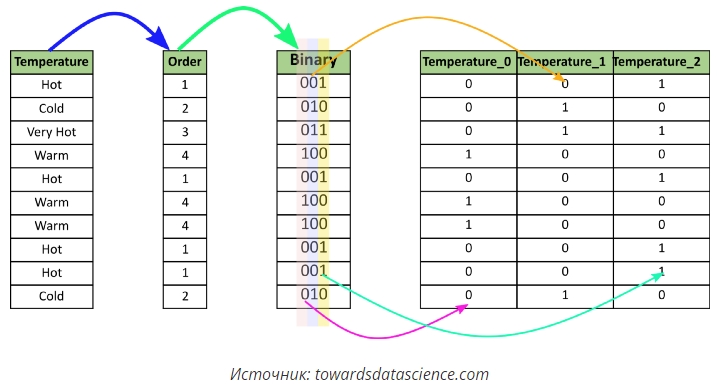 Temperature Order Binary Temperature_0 Temperature_1 Temperature_2
Hot 1 001 0 0 1
Cold 2 010 0 1 0
Very Hot 3 011 0 1 1
Warm 4 100 1 0 0
Hot 1 001 0 0 1
Warm 4 100 1 0 0
Warm 4 100 1 0 0
Hot 1 001 0 0 1
Hot 1 001 0 0 1
Cold 2 010 0 1 0
Источник: towardsdatascience.com